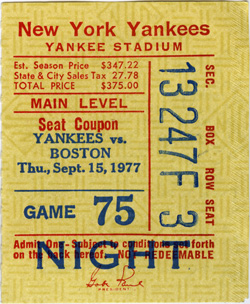 New York Yankees
YANKEE STADIUM
Est. Season Price $347.22
State & City Sales Tax 27.78
TOTAL PRICE $375.00
MAIN LEVEL
Seat Coupon
YANKEES vs.
BOSTON
Thu., Sept. 15, 1977
GAME 75
Admit One - Subject to conditions set forth
on the back hereof. NOT REDEEMABLE
NIGHT
PRESIDENT
SEC. BOX ROW SEAT
13 247 F 3